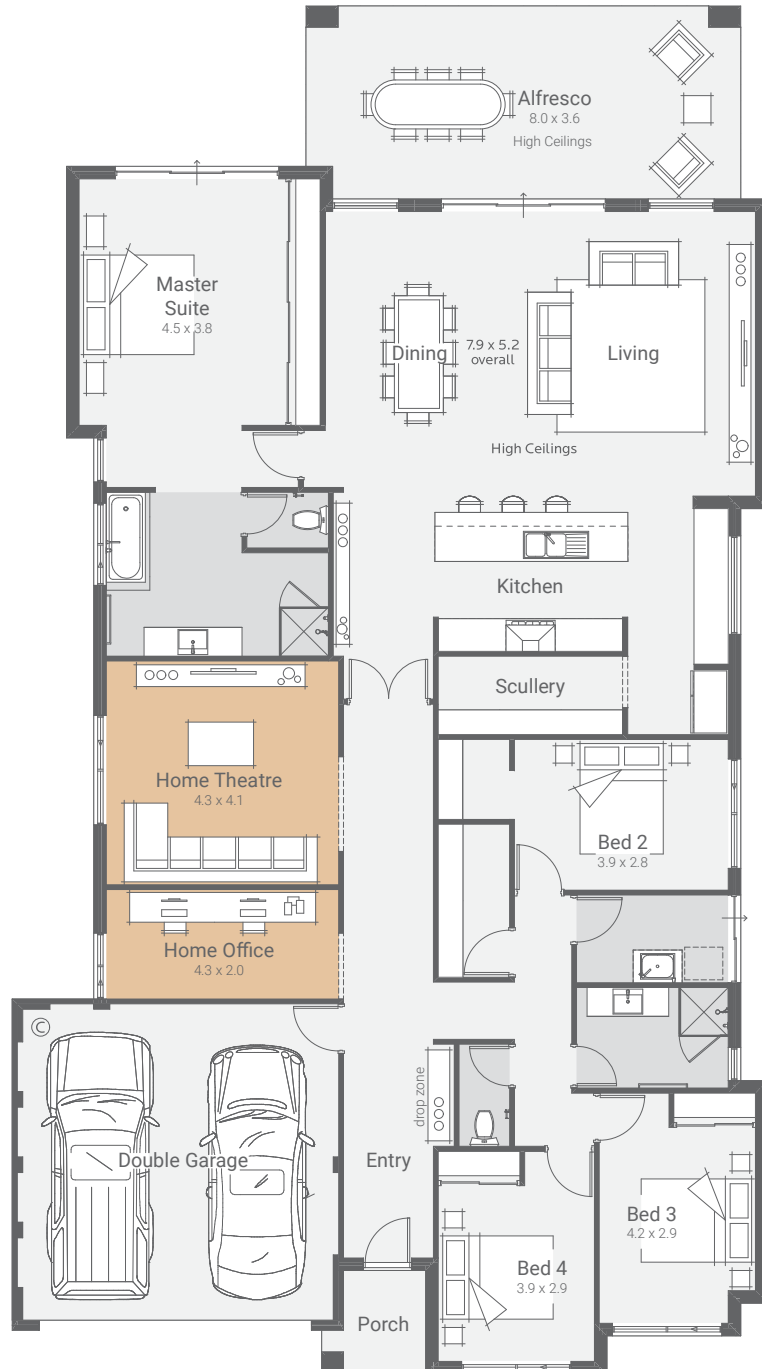 Alfresco
8.0 x 3.6
High Ceilings
Master
Suite
4.5 x 3.8
Dining
7.9 x 5.2
overall
Living
High Ceilings
Kitchen
Scullery
Home Theatre
4.3 x 4.1
Bed 2
3.9 x 2.8
Home Office
4.3 x 2.0
C
drop zone
Double Garage
Entry
Bed 3
4.2 x 2.9
Bed 4
3.9 x 2.9
Porch